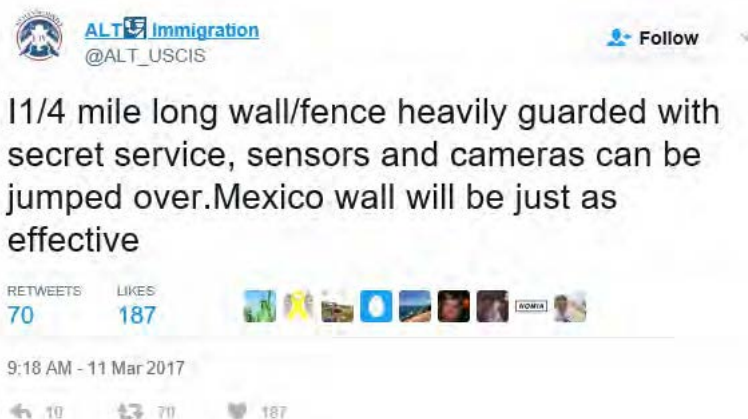 ALT Immigration
@ALT_USCIS
Follow
I1/4 mile long wall/fence heavily guarded with
secret service, sensors and cameras can be
jumped over.Mexico wall will be just as
effective
RETWEETS LIKES
70 187
NOMIA
9:18 AM - 11 Mar 2017
10 70 187